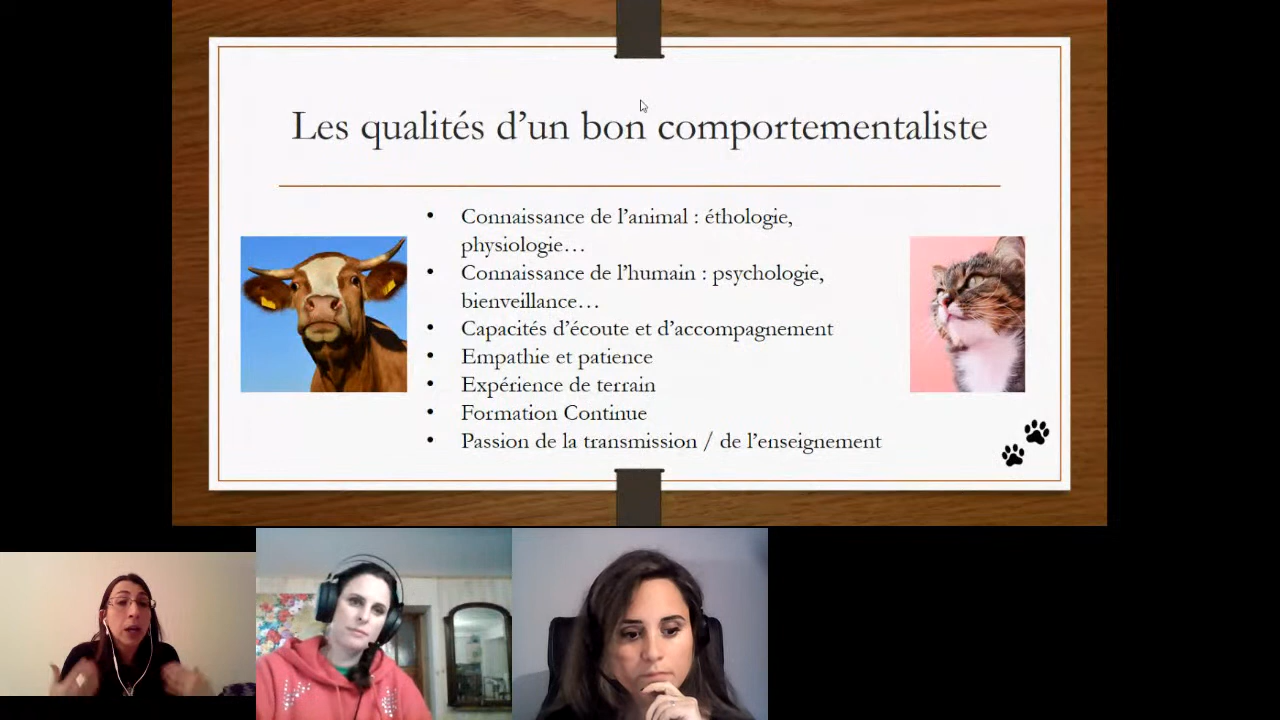 Les qualités d’un bon comportementaliste
• Connaissance de l’animal : éthologie,
physiologie…
• Connaissance de l’humain : psychologie,
bienveillance…
• Capacités d’écoute et d’accompagnement
• Empathie et patience
• Expérience de terrain
• Formation Continue
• Passion de la transmission / de l’enseignement